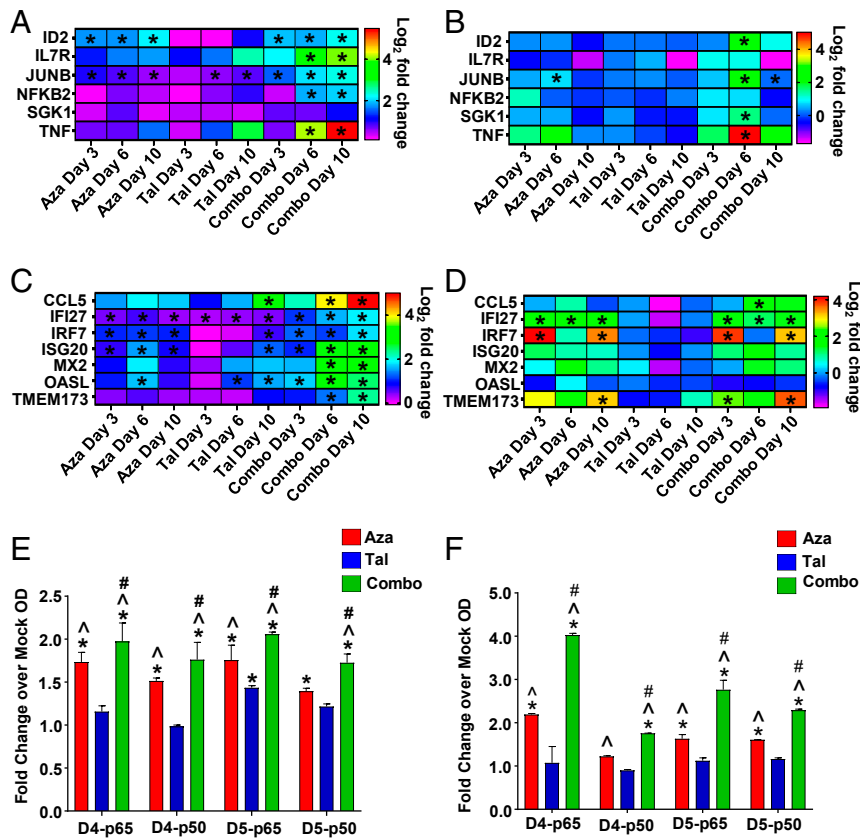 A
ID2
IL7R
JUNB
NFKB2
SGK1
TNF
* * * * * *
* *
* * * * * * * *
* *
* *
4
2
Log2 fold change
Aza Day 3
Aza Day 6
Aza Day 10
Tal Day 3
Tal Day 6
Tal Day 10
Combo Day 3
Combo Day 6
Combo Day 10
B
ID2
IL7R
JUNB
NFKB2
SGK1
TNF
*
* * *
*
*
4
2
0
Log2 fold change
Aza Day 3
Aza Day 6
Aza Day 10
Tal Day 3
Tal Day 6
Tal Day 10
Combo Day 3
Combo Day 6
Combo Day 10
C
CCL5
IFI27
IRF7
ISG20
MX2
OASL
TMEM173
* * *
* * * * * * * * *
* * * * * * *
* * * * * * *
* *
* * * * * *
* *
4
2
0
Log2 fold change
Aza Day 3
Aza Day 6
Aza Day 10
Tal Day 3
Tal Day 6
Tal Day 10
Combo Day 3
Combo Day 6
Combo Day 10
D
CCL5
IFI27
IRF7
ISG20
MX2
OASL
TMEM173
*
* * * * * *
* * * *
* * *
4
2
0
Log2 fold change
Aza Day 3
Aza Day 6
Aza Day 10
Tal Day 3
Tal Day 6
Tal Day 10
Combo Day 3
Combo Day 6
Combo Day 10
E
Aza
Tal
Combo
Fold Change over Mock OD
2.5
2.0
1.5
1.0
0.5
0.0
^
*
#
^
*
^
*
#
^
*
^
*
*
#
^
*
*
#
^
*
D4-p65
D4-p50
D5-p65
D5-p50
F
Aza
Tal
Combo
Fold Change over Mock OD
5.0
4.0
3.0
2.0
1.0
0.0
^
*
#
^
*
^
#
^
*
^
*
#
^
*
^
*
#
^
*
D4-p65
D4-p50
D5-p65
D5-p50